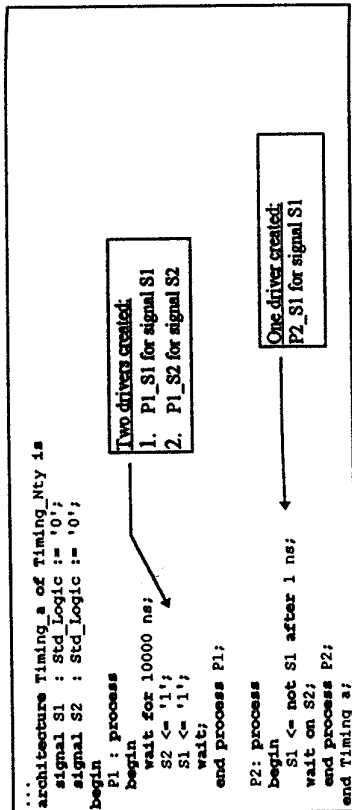 ...
architecture Timing_a of Timing_Nty is
signal S1 : Std_Logic := '0';
signal S2 : Std_Logic := '0';
begin
P1 : process
begin
wait for 10000 ns;
S2 <= '1';
S1 <= '1';
wait;
end process P1;
Two drivers created:
1. P1_S1 for signal S1
2. P1_S2 for signal S2
P2: process
begin
S1 <= not S1 after 1 ns;
wait on S2;
end process P2;
end Timing a;
One driver created:
P2_S1 for signal S1